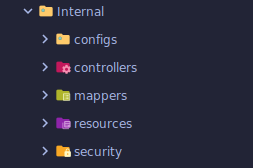 Internal
configs
controllers
mappers
resources
security